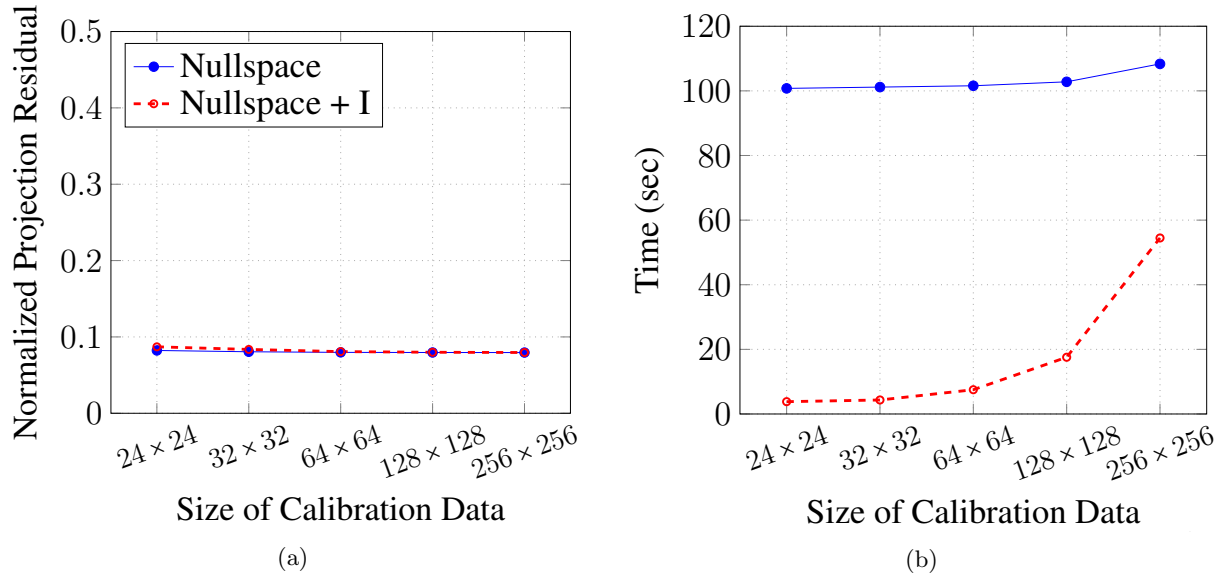 Normalized Projection Residual
0.5
0.4
0.3
0.2
0.1
0
Nullspace
Nullspace + I
24 × 24
32 × 32
64 × 64
128 × 128
256 × 256
Size of Calibration Data
(a)
Time (sec)
120
100
80
60
40
20
0
24 × 24
32 × 32
64 × 64
128 × 128
256 × 256
Size of Calibration Data
(b)